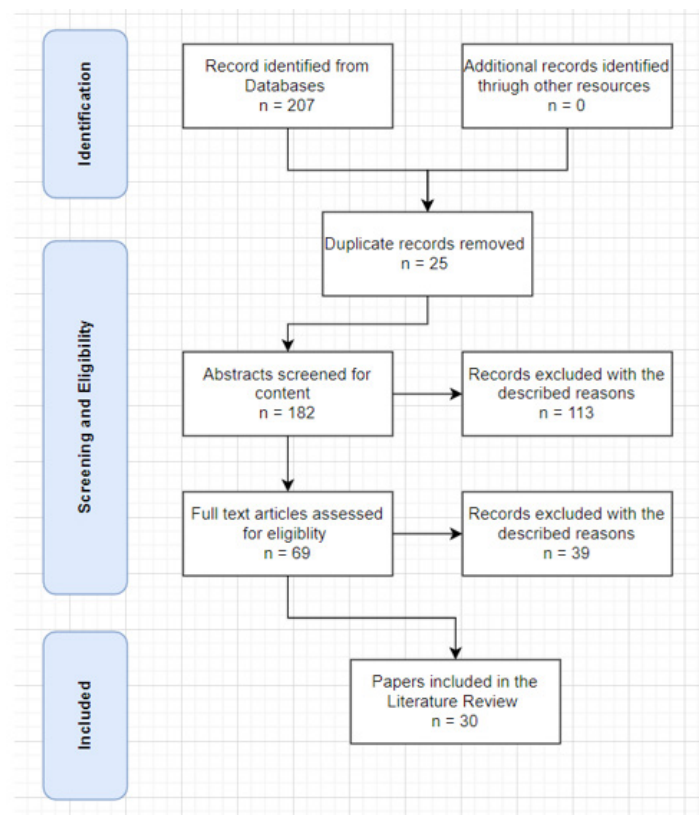 Identification
Record identified from
Databases
n = 207
Additional records identified
thriugh other resources
n = 0
Duplicate records removed
n = 25
Screening and Eligibility
Abstracts screened for
content
n = 182
Records excluded with the
described reasons
n = 113
Full text articles assessed
for eligiblity
n = 69
Records excluded with the
described reasons
n = 39
Included
Papers included in the
Literature Review
n = 30